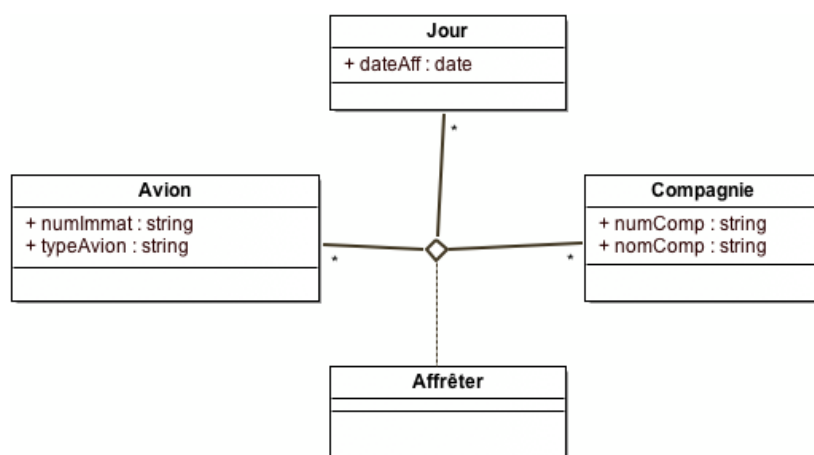 Jour
+ dateAff : date
*
Avion
+ numImmat : string
+ typeAvion : string
*
Compagnie
+ numComp : string
+ nomComp : string
*
Affrêter